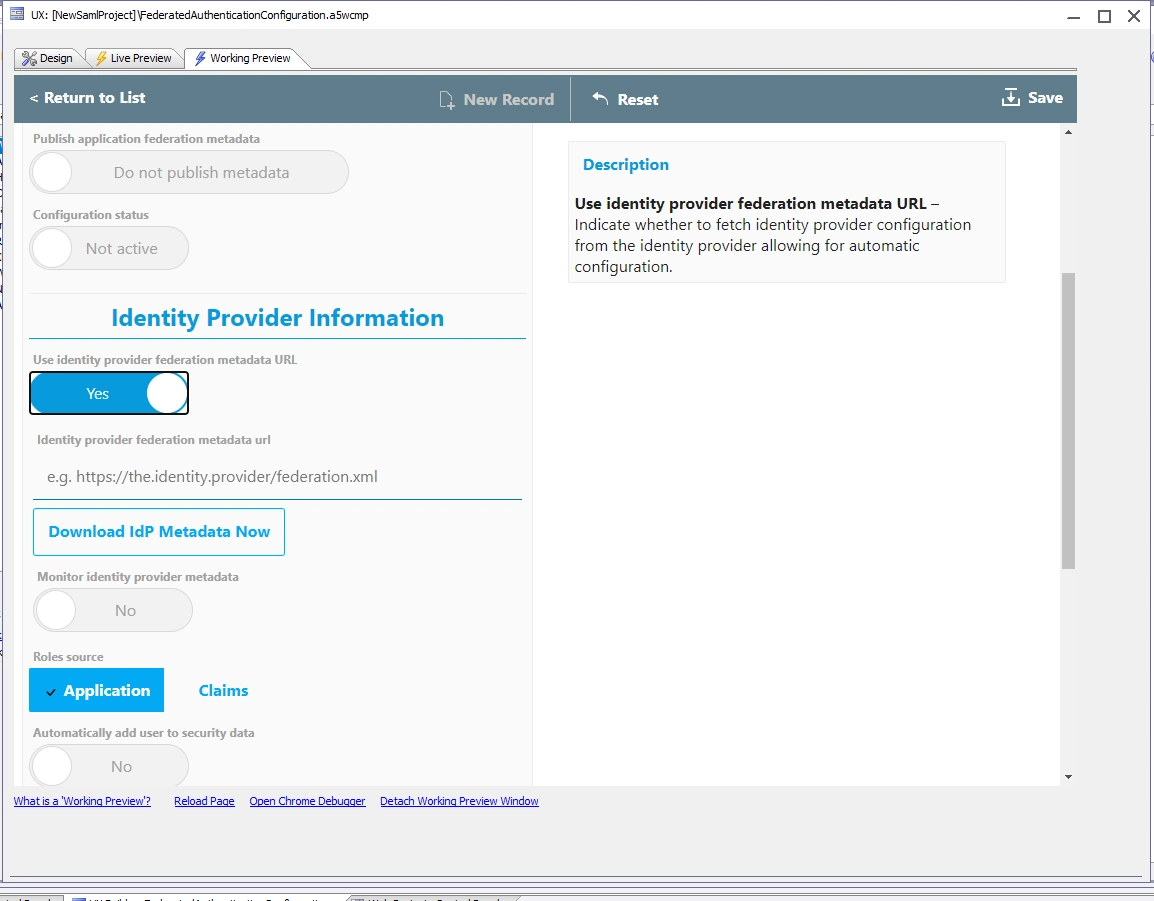 UX: [NewSamlProject]\FederatedAuthenticationConfiguration.a5wcmp
Design Live Preview Working Preview
< Return to List New Record Reset Save
Publish application federation metadata
Do not publish metadata
Configuration status
Not active
Identity Provider Information
Use identity provider federation metadata URL
Yes
Identity provider federation metadata url
e.g. https://the.identity.provider/federation.xml
Download IdP Metadata Now
Monitor identity provider metadata
No
Roles source
Application Claims
Automatically add user to security data
No
Description
Use identity provider federation metadata URL –
Indicate whether to fetch identity provider configuration
from the identity provider allowing for automatic
configuration.
What is a 'Working Preview'? Reload Page Open Chrome Debugger Detach Working Preview Window